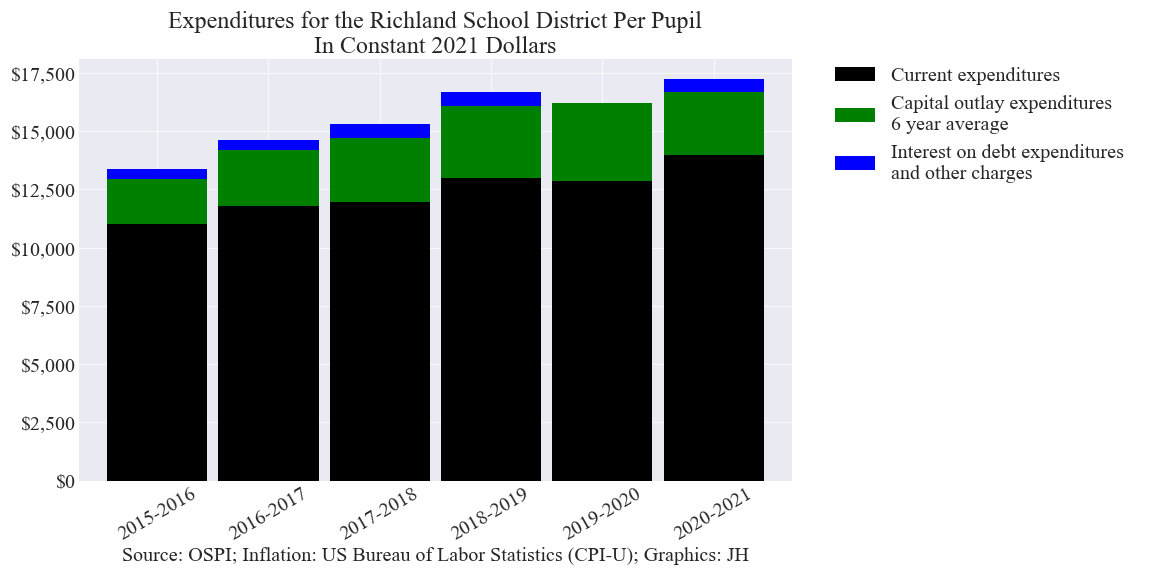 Expenditures for the Richland School District Per Pupil
In Constant 2021 Dollars
$17,500
$15,000
$12,500
$10,000
$7,500
$5,000
$2,500
$0
2015-2016
2016-2017
2017-2018
2018-2019
2019-2020
2020-2021
Source: OSPI; Inflation: US Bureau of Labor Statistics (CPI-U); Graphics: JH
Current expenditures
Capital outlay expenditures
6 year average
Interest on debt expenditures
and other charges